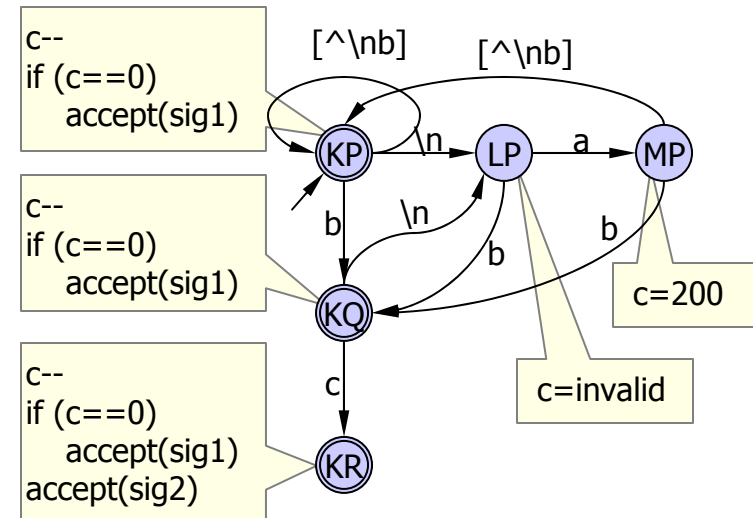 c--
if (c==0)
accept(sig1)
[^\nb]
[^\nb]
KP
\n
LP
a
MP
c--
if (c==0)
accept(sig1)
b
\n
b
b
c=200
KQ
c--
if (c==0)
accept(sig1)
accept(sig2)
c
c=invalid
KR